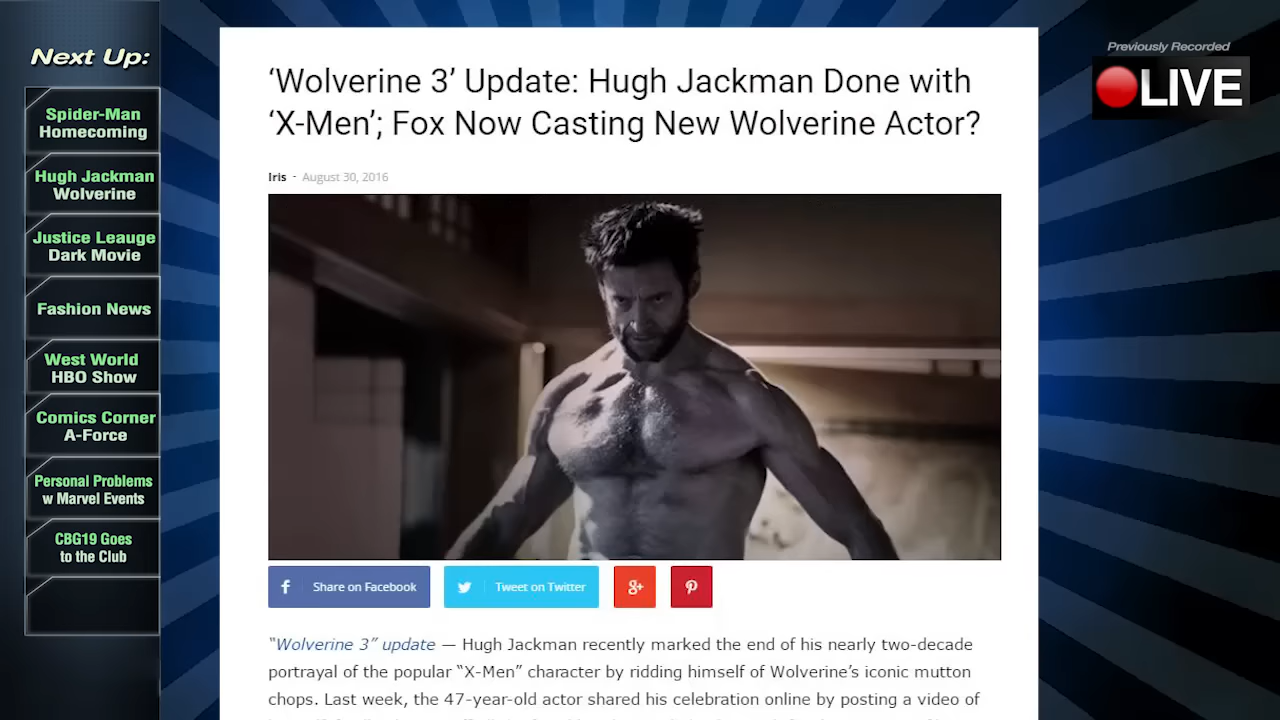 Next Up:
Spider-Man
Homecoming
Hugh Jackman
Wolverine
Justice Leauge
Dark Movie
Fashion News
West World
HBO Show
Comics Corner
A-Force
Personal Problems
w Marvel Events
CBG19 Goes
to the Club
‘Wolverine 3’ Update: Hugh Jackman Done with
‘X-Men’; Fox Now Casting New Wolverine Actor?
Iris - August 30, 2016
f Share on Facebook
Tweet on Twitter
g+
“Wolverine 3” update — Hugh Jackman recently marked the end of his nearly two-decade
portrayal of the popular “X-Men” character by ridding himself of Wolverine’s iconic mutton
chops. Last week, the 47-year-old actor shared his celebration online by posting a video of
Previously Recorded
LIVE